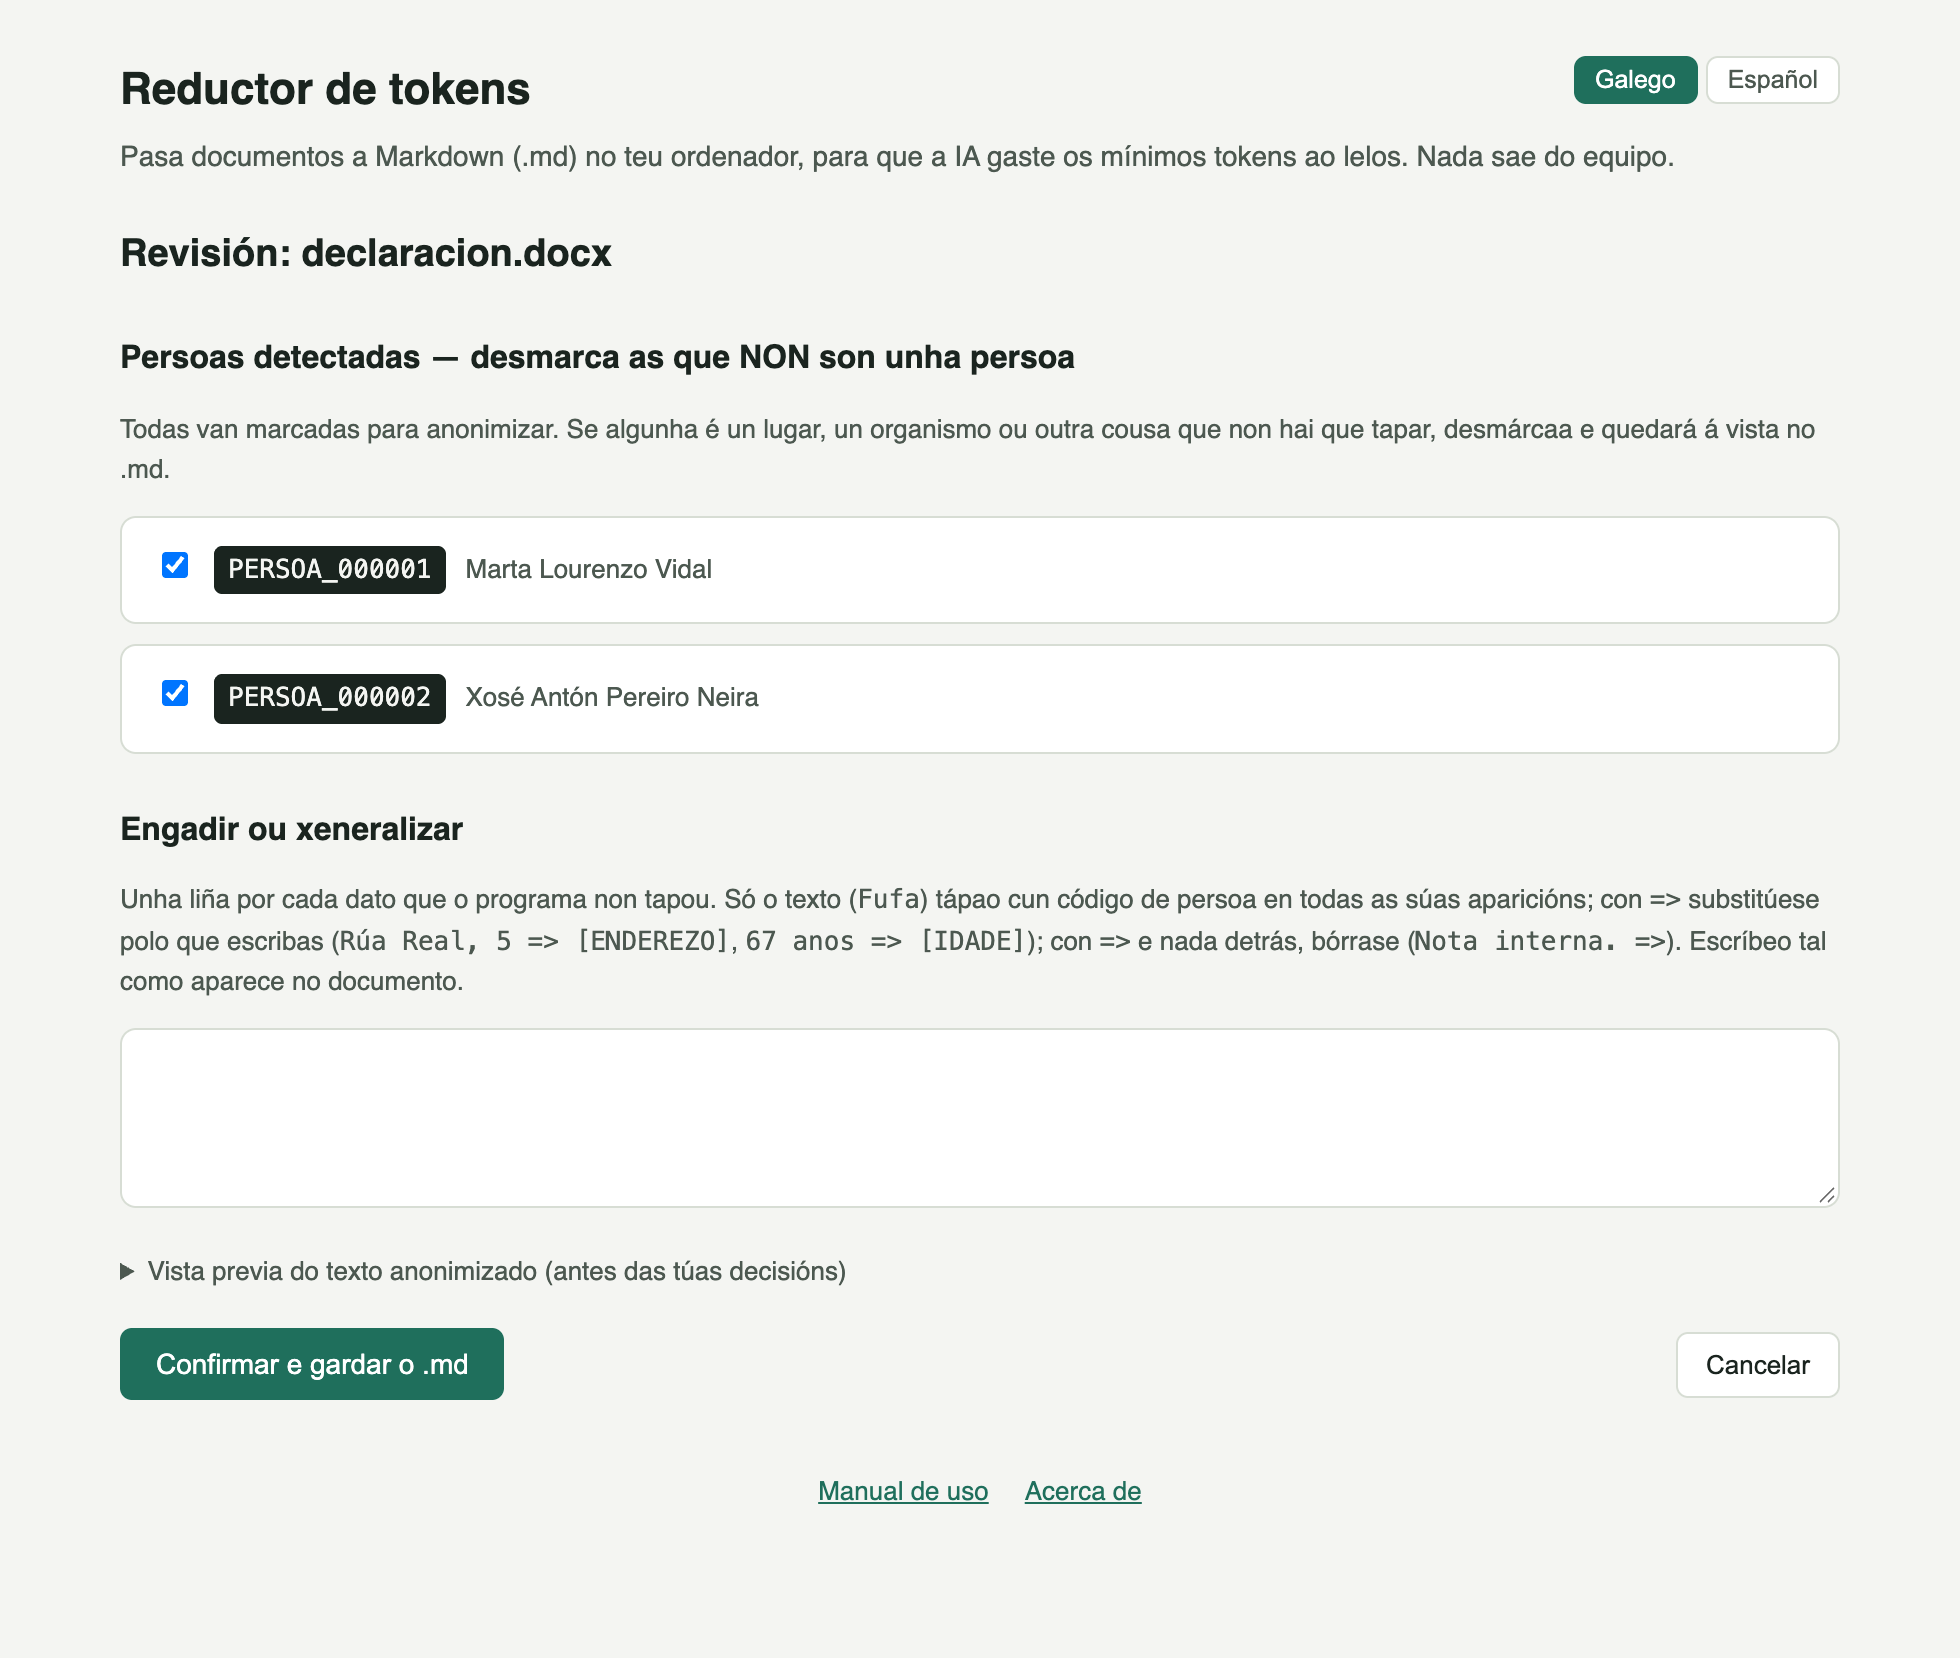 Reductor de tokens
Galego
Español
Pasa documentos a Markdown (.md) no teu ordenador, para que a IA gaste os mínimos tokens ao lelos. Nada sae do equipo.
Revisión: declaracion.docx
Persoas detectadas — desmarca as que NON son unha persoa
Todas van marcadas para anonimizar. Se algunha é un lugar, un organismo ou outra cousa que non hai que tapar, desmárcaa e quedará á vista no
.md.
PERSOA_000001 Marta Lourenzo Vidal
PERSOA_000002 Xosé Antón Pereiro Neira
Engadir ou xeneralizar
Unha liña por cada dato que o programa non tapou. Só o texto (Fufa) tápao cun código de persoa en todas as súas aparicións; con => substitúese
polo que escribas (Rúa Real, 5 => [ENDEREZO], 67 anos => [IDADE]); con => e nada detrás, bórrase (Nota interna. =>). Escríbeo tal
como aparece no documento.
Vista previa do texto anonimizado (antes das túas decisións)
Confirmar e gardar o .md
Cancelar
Manual de uso
Acerca de